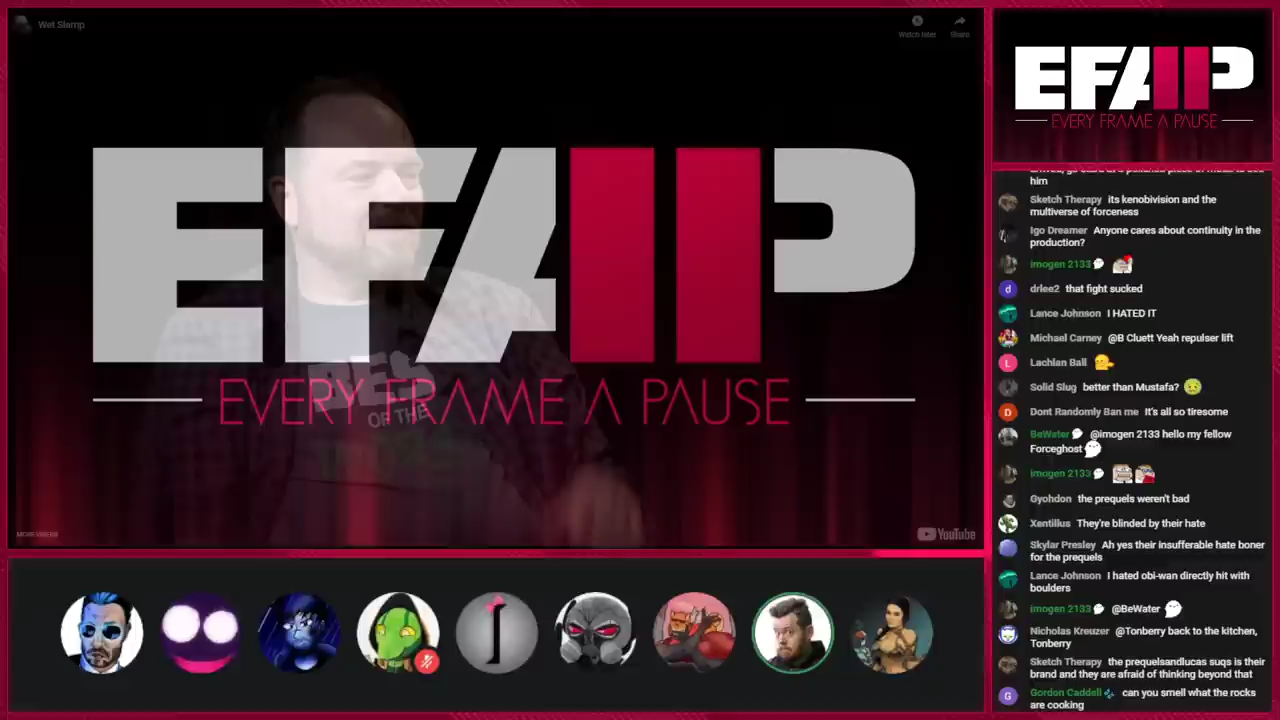 Wet Slamp
Watch later
Share
EFAP
EVERY FRAME A PAUSE
BES
OF THE
MORE VIDEOS
YouTube
EFAP
EVERY FRAME A PAUSE
him
Sketch Therapy its kenobivision and the
multiverse of forceness
Igo Dreamer Anyone cares about continuity in the
production?
imogen 2133
drlee2 that fight sucked
Lance Johnson I HATED IT
Michael Carney @B Cluett Yeah repulser lift
Lachlan Ball
Solid Slug better than Mustafa?
Dont Randomly Ban me It's all so tiresome
BeWater @imogen 2133 hello my fellow
Forceghost
imogen 2133
Gyohdon the prequels weren't bad
Xentillus They're blinded by their hate
Skylar Presley Ah yes their insufferable hate boner
for the prequels
Lance Johnson I hated obi-wan directly hit with
boulders
imogen 2133 @BeWater
Nicholas Kreuzer @Tonberry back to the kitchen,
Tonberry
Sketch Therapy the prequelsandlucas suqs is their
brand and they are afraid of thinking beyond that
Gordon Caddell can you smell what the rocks
are cooking